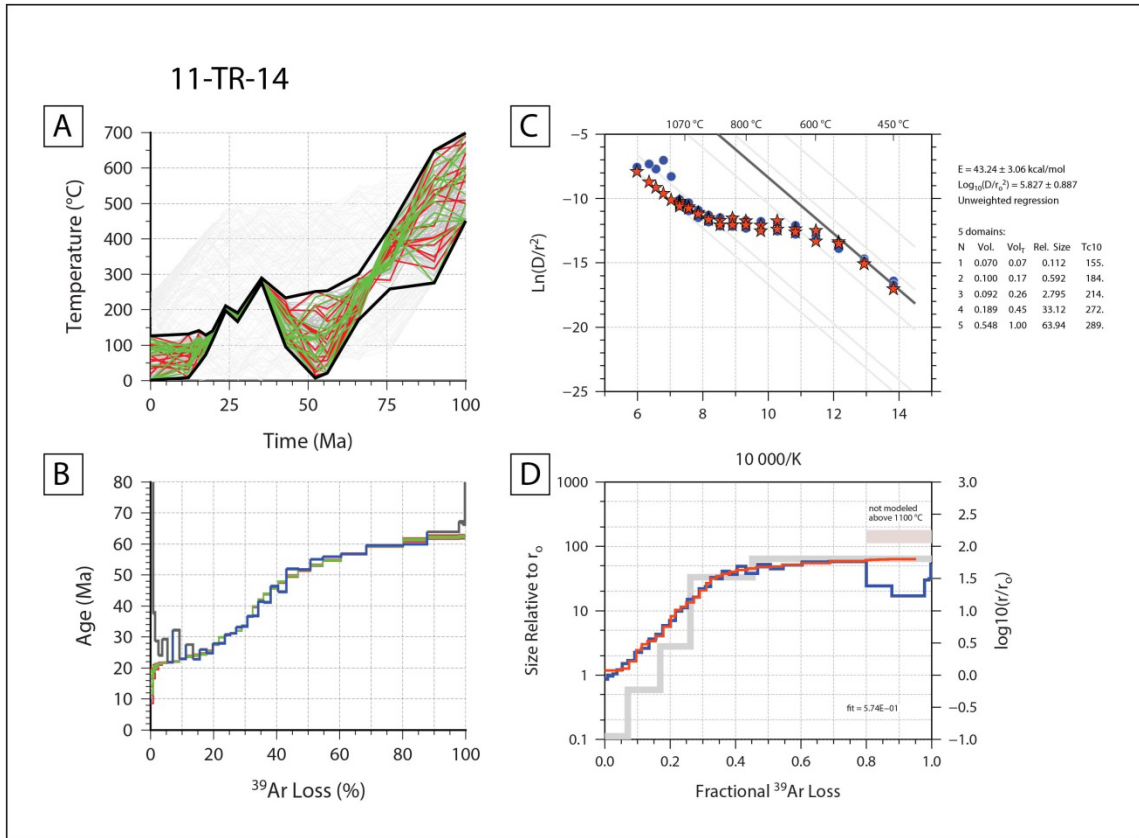 11-TR-14
A
700
600
500
400
300
200
100
0
Temperature (°C)
0 25 50 75 100
Time (Ma)
B
80
70
60
50
40
30
20
10
0
Age (Ma)
0 20 40 60 80 100
³⁹Ar Loss (%)
C
1070 °C 800 °C 600 °C 450 °C
−5
−10
−15
−20
−25
Ln(D/r²)
6 8 10 12 14
10 000/K
E = 43.24 ± 3.06 kcal/mol
Log₁₀(D/rₒ²) = 5.827 ± 0.887
Unweighted regression
5 domains:
N Vol. Vol_T Rel. Size Tc10
1 0.070 0.07 0.112 155.
2 0.100 0.17 0.592 184.
3 0.092 0.26 2.795 214.
4 0.189 0.45 33.12 272.
5 0.548 1.00 63.94 289.
D
1000
100
10
1
0.1
Size Relative to rₒ
not modeled
above 1100 °C
fit = 5.74E−01
3.0
2.5
2.0
1.5
1.0
0.5
0.0
−0.5
−1.0
log10(r/rₒ)
0.0 0.2 0.4 0.6 0.8 1.0
Fractional ³⁹Ar Loss